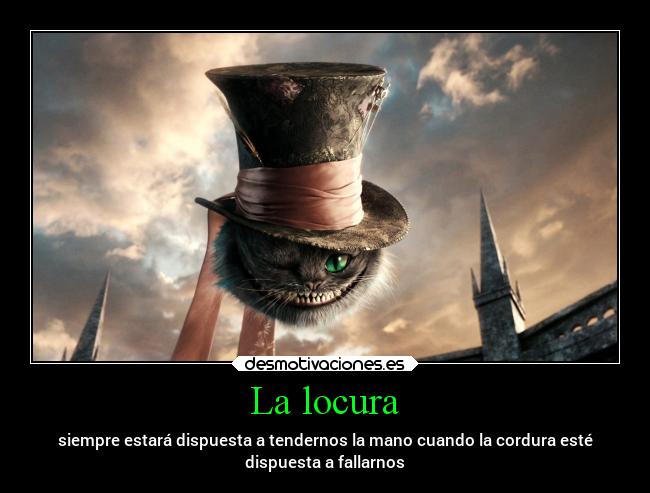 desmotivaciones.es
La locura
siempre estará dispuesta a tendernos la mano cuando la cordura esté
dispuesta a fallarnos